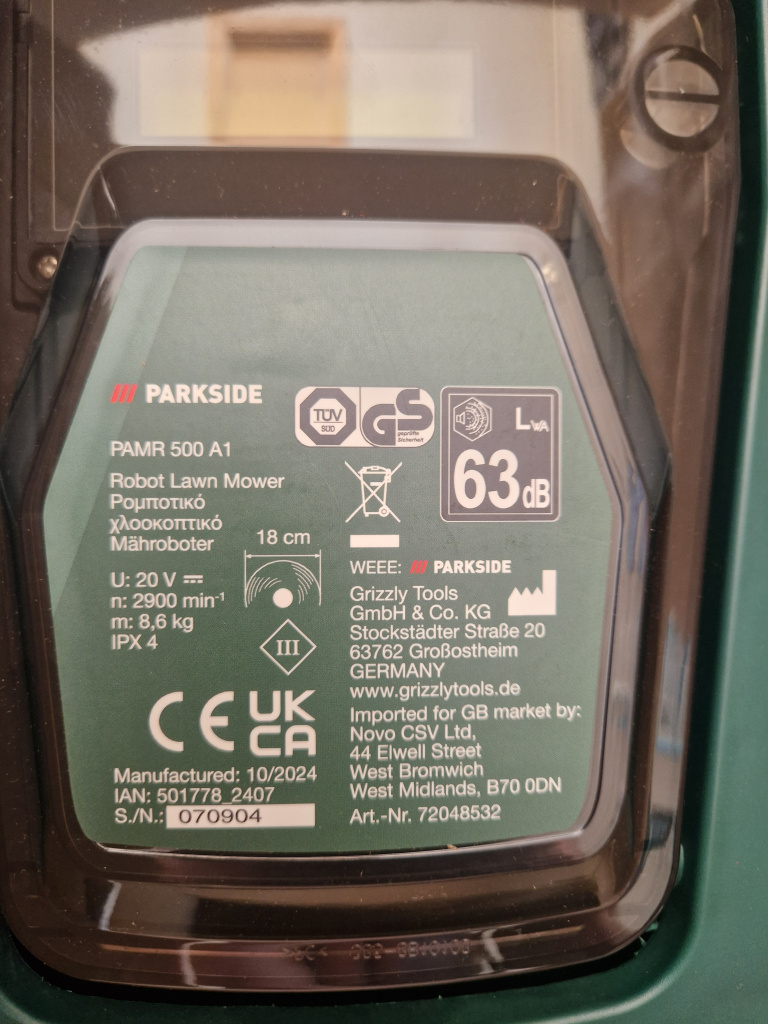 PARKSIDE
PAMR 500 A1
Robot Lawn Mower
Ρομποτικό
χλοοκοπτικό
Mähroboter
U: 20 V ⎓
n: 2900 min⁻¹
m: 8,6 kg
IPX 4
18 cm
III
CE
UK
CA
Manufactured: 10/2024
IAN: 501778_2407
S./N.: 070904
TÜV
SÜD
GS
geprüfte
Sicherheit
LWA
63 dB
WEEE: PARKSIDE
Grizzly Tools
GmbH & Co. KG
Stockstädter Straße 20
63762 Großostheim
GERMANY
www.grizzlytools.de
Imported for GB market by:
Novo CSV Ltd,
44 Elwell Street
West Bromwich
West Midlands, B70 0DN
Art.-Nr. 72048532